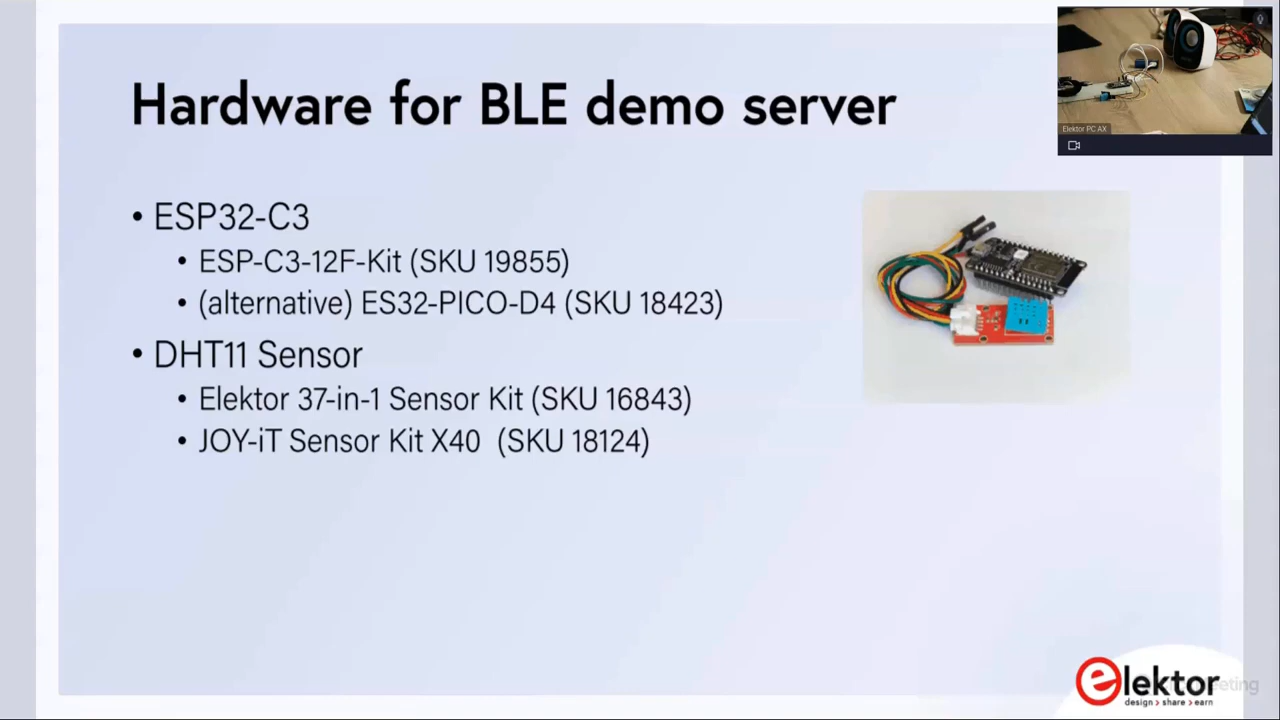 Hardware for BLE demo server
• ESP32-C3
• ESP-C3-12F-Kit (SKU 19855)
• (alternative) ES32-PICO-D4 (SKU 18423)
• DHT11 Sensor
• Elektor 37-in-1 Sensor Kit (SKU 16843)
• JOY-iT Sensor Kit X40 (SKU 18124)
Elektor PC AX
elektor
design > share > earn